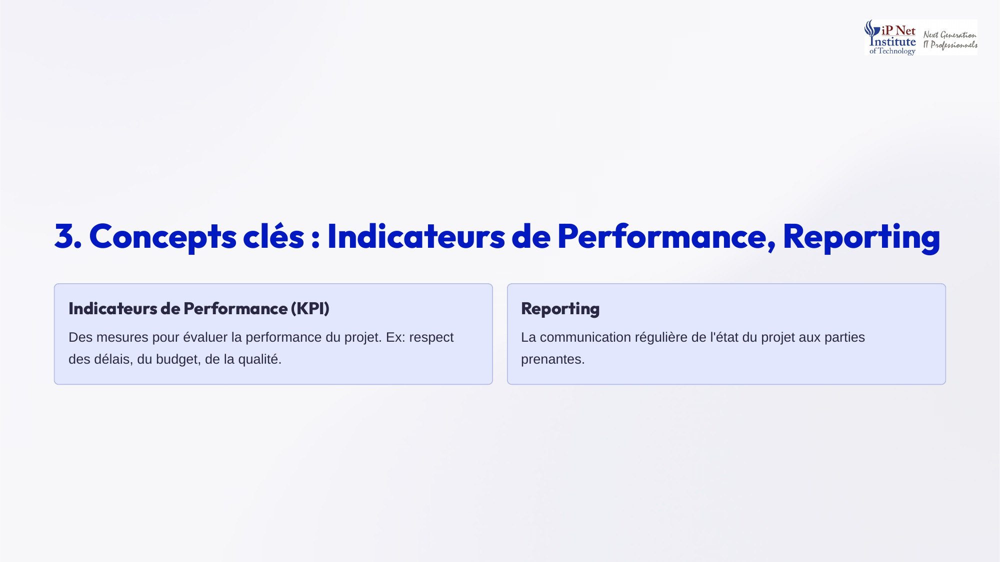 iP Net
Institute
of Technology
Next Generation
IT Professionnels
3. Concepts clés : Indicateurs de Performance, Reporting
Indicateurs de Performance (KPI)
Des mesures pour évaluer la performance du projet. Ex: respect
des délais, du budget, de la qualité.
Reporting
La communication régulière de l'état du projet aux parties
prenantes.